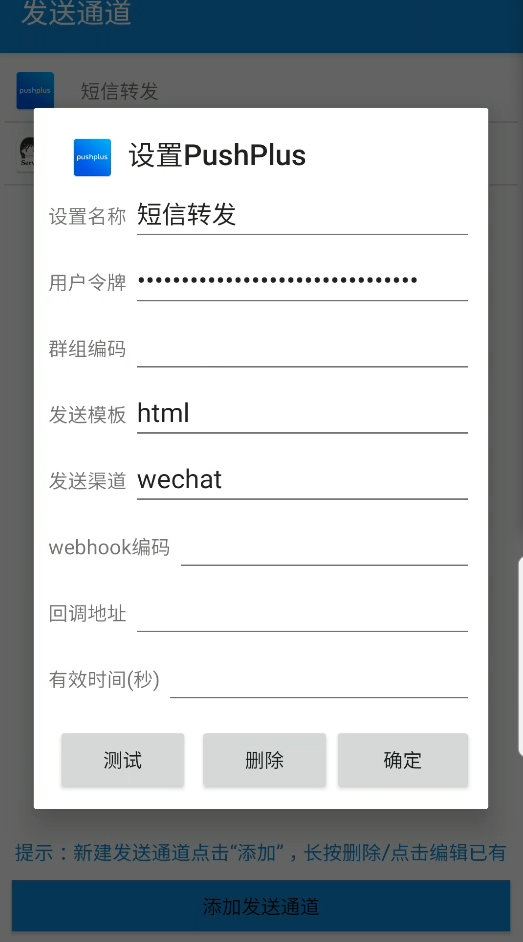 发送通道
pushplus
短信转发
pushplus
设置PushPlus
设置名称 短信转发
用户令牌 ••••••••••••••••••••••••••••••••
群组编码
发送模板 html
发送渠道 wechat
webhook编码
回调地址
有效时间(秒)
测试 删除 确定
提示：新建发送通道点击“添加”，长按删除/点击编辑已有
添加发送通道